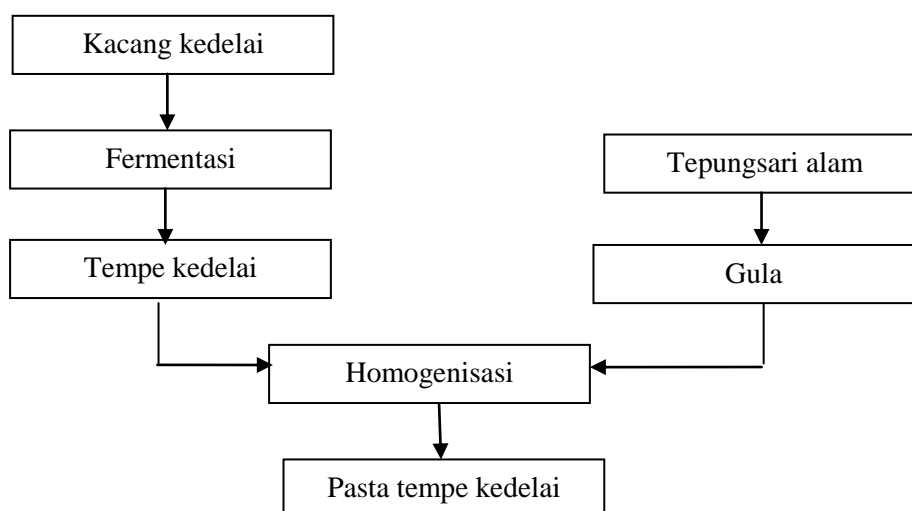 Kacang kedelai
Fermentasi
Tempe kedelai
Tepungsari alam
Gula
Homogenisasi
Pasta tempe kedelai